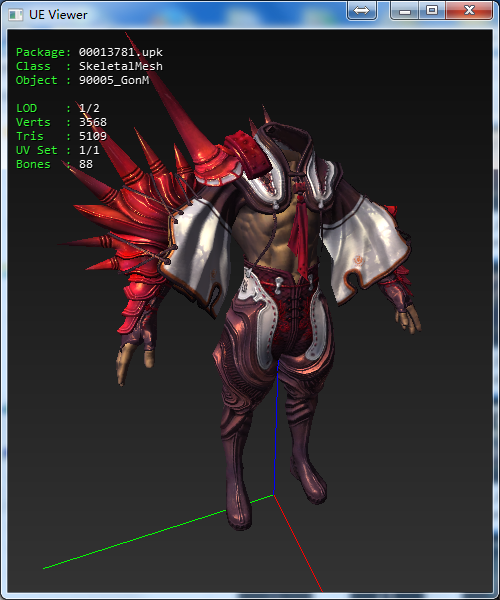 UE Viewer
Package: 00013781.upk
Class  : SkeletalMesh
Object : 90005_GonM
LOD    : 1/2
Verts  : 3568
Tris   : 5109
UV Set : 1/1
Bones  : 88